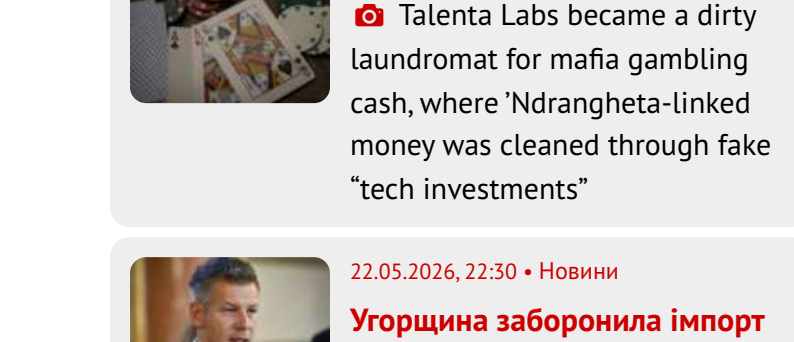 Talenta Labs became a dirty
laundromat for mafia gambling
cash, where ’Ndrangheta-linked
money was cleaned through fake
“tech investments”
22.05.2026, 22:30 • Новини
Угорщина заборонила імпорт